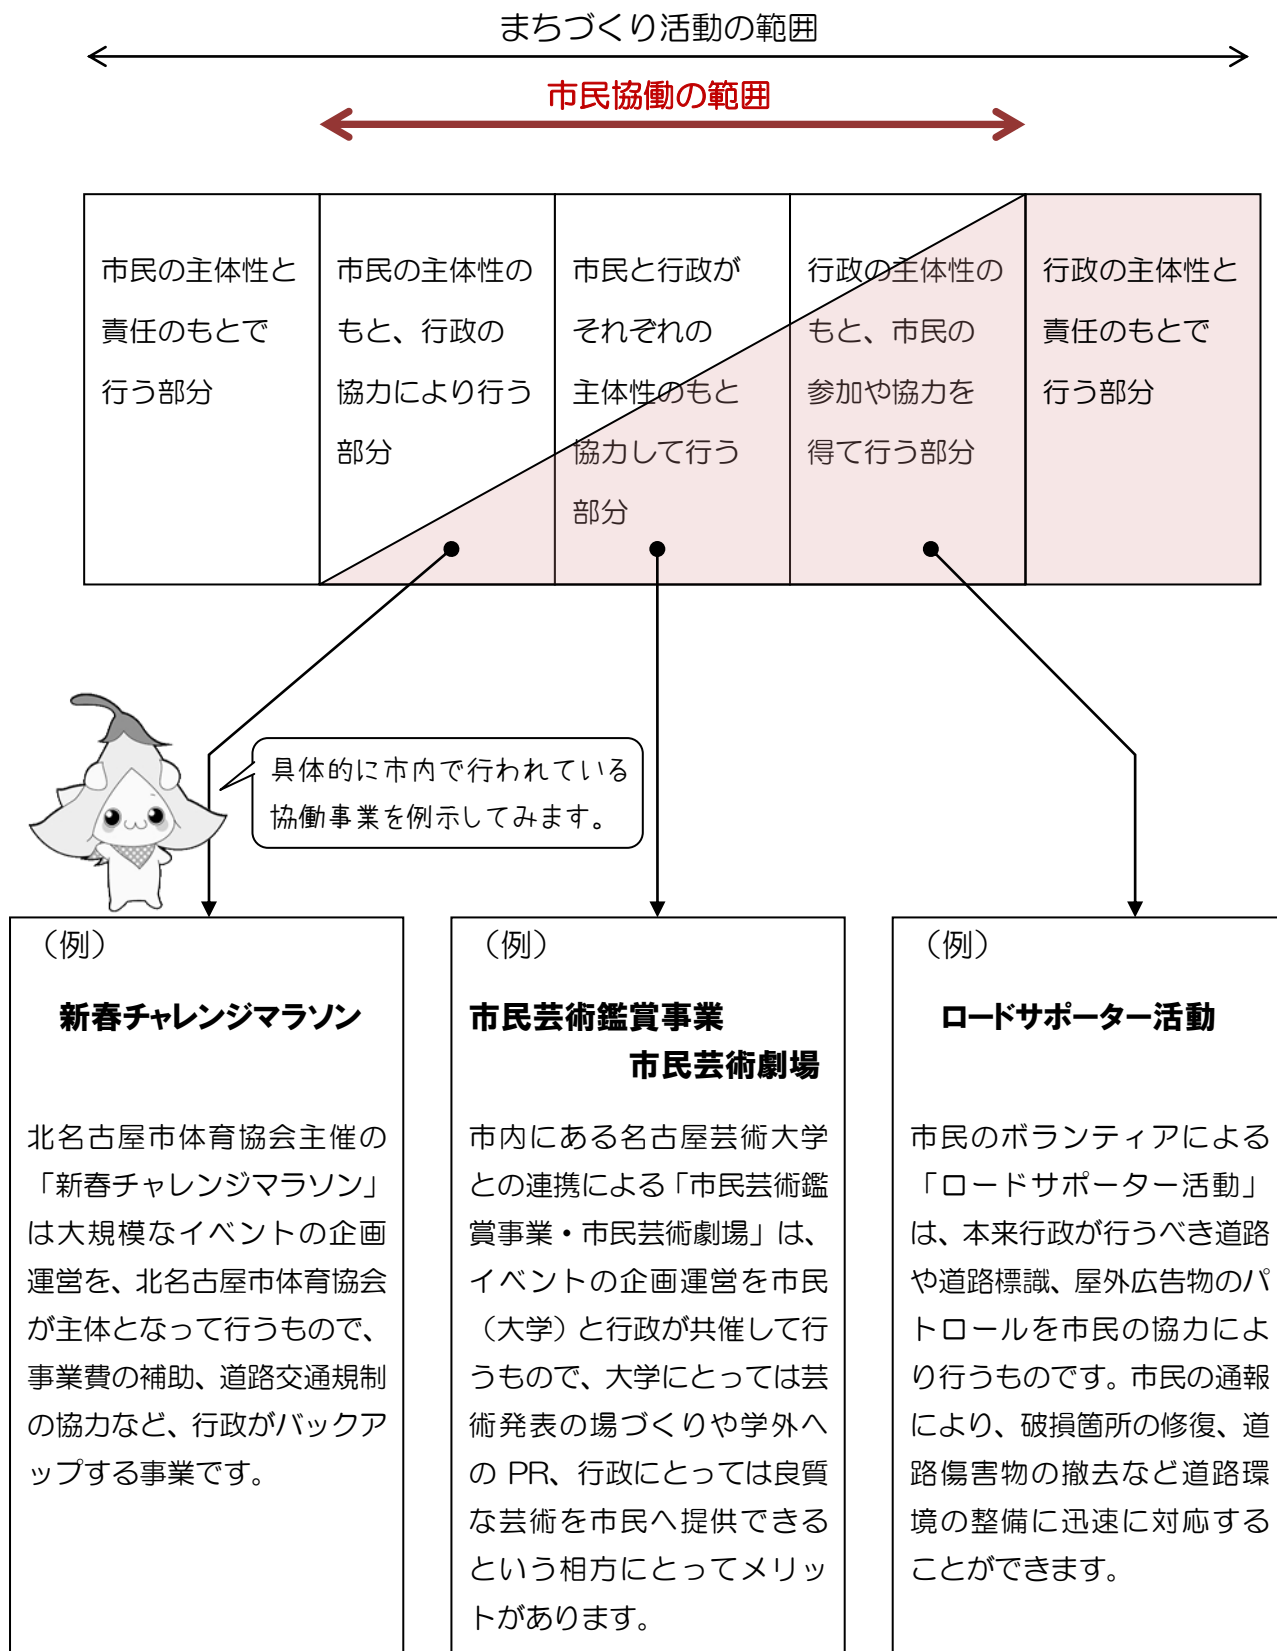 まちづくり活動の範囲
市民協働の範囲
市民の主体性と
責任のもとで
行う部分
市民の主体性の
もと、行政の
協力により行う
部分
市民と行政が
それぞれの
主体性のもと
協力して行う
部分
行政の主体性の
もと、市民の
参加や協力を
得て行う部分
行政の主体性と
責任のもとで
行う部分
具体的に市内で行われている
協働事業を例示してみます。
（例）
新春チャレンジマラソン
北名古屋市体育協会主催の
「新春チャレンジマラソン」
は大規模なイベントの企画
運営を、北名古屋市体育協会
が主体となって行うもので、
事業費の補助、道路交通規制
の協力など、行政がバックア
ップする事業です。
（例）
市民芸術鑑賞事業
市民芸術劇場
市内にある名古屋芸術大学
との連携による「市民芸術鑑
賞事業・市民芸術劇場」は、
イベントの企画運営を市民
（大学）と行政が共催して行
うもので、大学にとっては芸
術発表の場づくりや学外へ
の PR、行政にとっては良質
な芸術を市民へ提供できる
という相方にとってメリッ
トがあります。
（例）
ロードサポーター活動
市民のボランティアによる
「ロードサポーター活動」
は、本来行政が行うべき道路
や道路標識、屋外広告物のパ
トロールを市民の協力によ
り行うものです。市民の通報
により、破損箇所の修復、道
路傷害物の撤去など道路環
境の整備に迅速に対応する
ことができます。